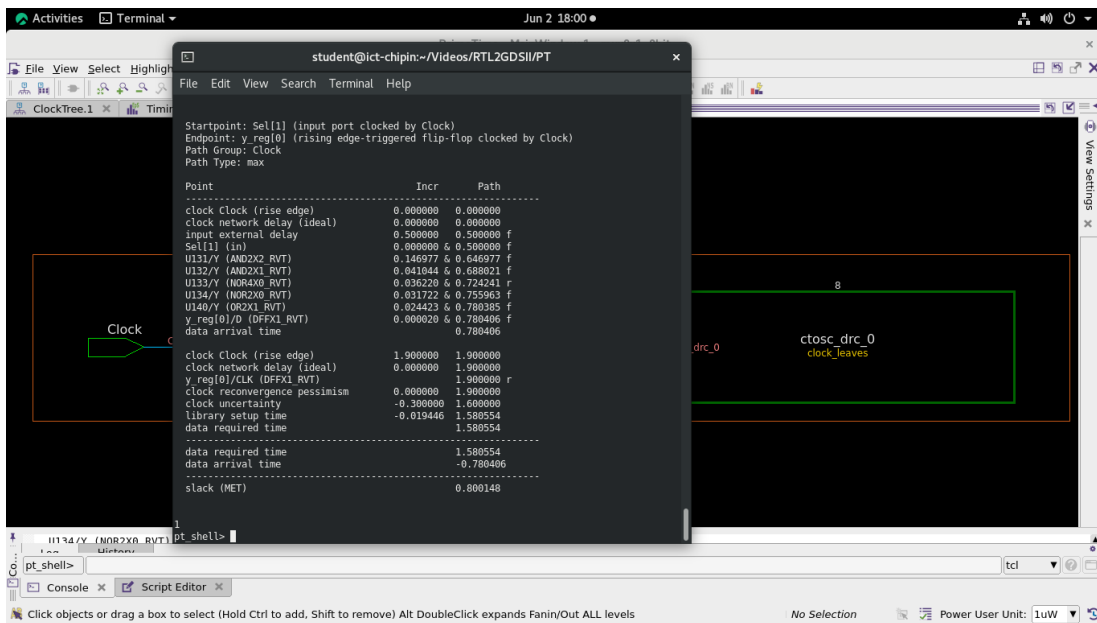 Activities Terminal Jun 2 18:00
student@ict-chipin:~/Videos/RTL2GDSII/PT
File View Select Highligh
File Edit View Search Terminal Help
ClockTree.1 Timin
Startpoint: Sel[1] (input port clocked by Clock)
Endpoint: y_reg[0] (rising edge-triggered flip-flop clocked by Clock)
Path Group: Clock
Path Type: max
Point Incr Path
---------------------------------------------------------------
clock Clock (rise edge) 0.000000 0.000000
clock network delay (ideal) 0.000000 0.000000
input external delay 0.500000 0.500000 f
Sel[1] (in) 0.000000 & 0.500000 f
U131/Y (AND2X2_RVT) 0.146977 & 0.646977 f
U132/Y (AND2X1_RVT) 0.041044 & 0.688021 f
U133/Y (NOR4X0_RVT) 0.036220 & 0.724241 r
U134/Y (NOR2X0_RVT) 0.031722 & 0.755963 f
U140/Y (OR2X1_RVT) 0.024423 & 0.780385 f
y_reg[0]/D (DFFX1_RVT) 0.000020 & 0.780406 f
data arrival time 0.780406
clock Clock (rise edge) 1.900000 1.900000
clock network delay (ideal) 0.000000 1.900000
y_reg[0]/CLK (DFFX1_RVT) 1.900000 r
clock reconvergence pessimism 0.000000 1.900000
clock uncertainty -0.300000 1.600000
library setup time -0.019446 1.580554
data required time 1.580554
---------------------------------------------------------------
data required time 1.580554
data arrival time -0.780406
---------------------------------------------------------------
slack (MET) 0.800148
1
pt_shell>
Clock
drc_0
8
ctosc_drc_0
clock_leaves
View Settings
U134/Y (NOR2X0_RVT)
Log History
Co...
pt_shell> tcl
Console Script Editor
Click objects or drag a box to select (Hold Ctrl to add, Shift to remove) Alt DoubleClick expands Fanin/Out ALL levels No Selection Power User Unit: 1uW